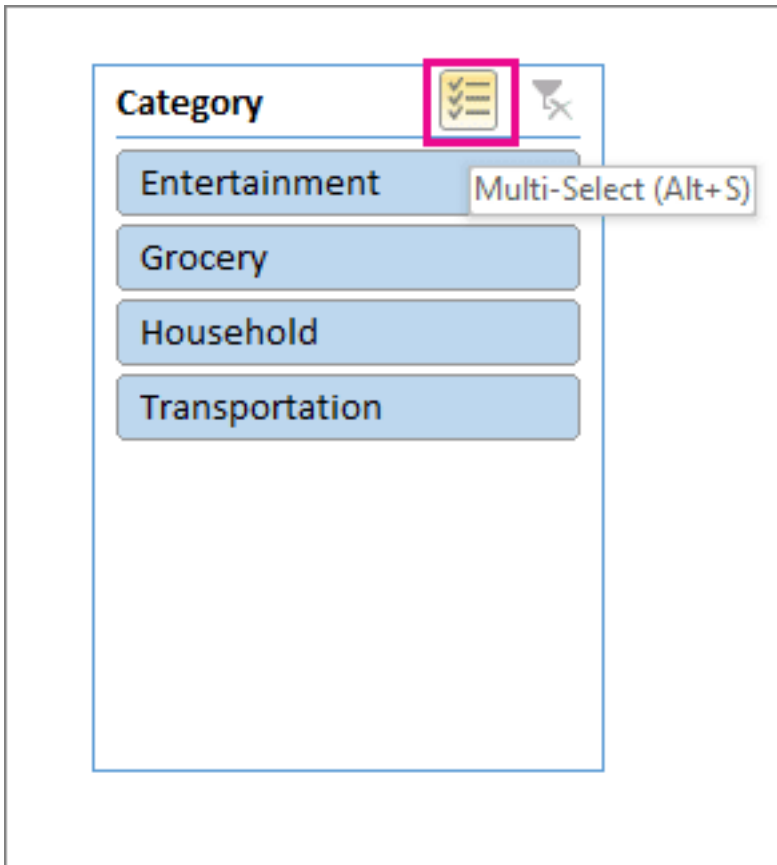 Category
Entertainment
Multi-Select (Alt+S)
Grocery
Household
Transportation